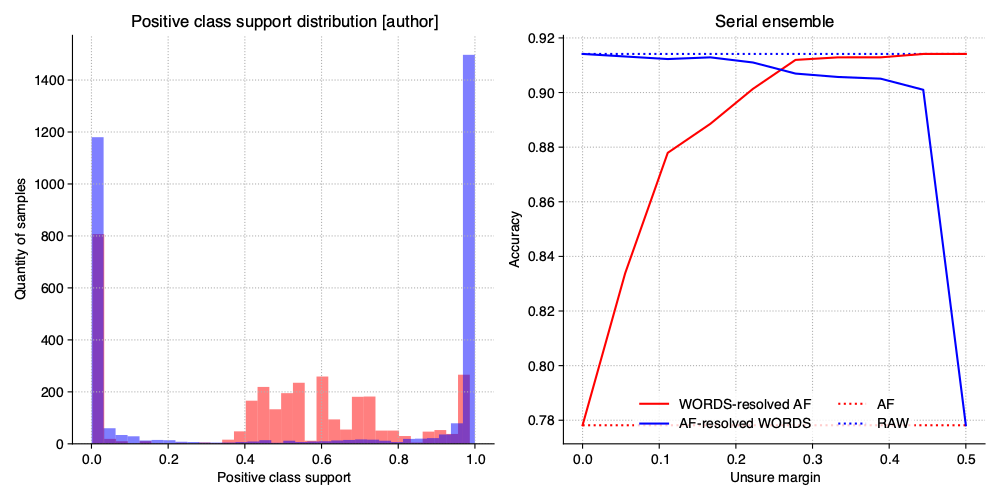 Positive class support distribution [author]
Quantity of samples
1400
1200
1000
800
600
400
200
0
0.0 0.2 0.4 0.6 0.8 1.0
Positive class support
Serial ensemble
Accuracy
0.92
0.90
0.88
0.86
0.84
0.82
0.80
0.78
WORDS-resolved AF
AF-resolved WORDS
AF
RAW
0.0 0.1 0.2 0.3 0.4 0.5
Unsure margin